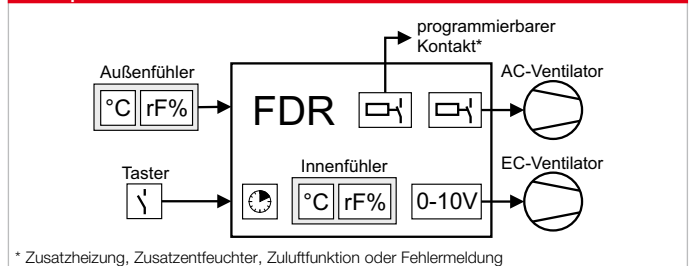 programmierbarer
Kontakt*
Außenfühler
AC-Ventilator
°C rF%
FDR
Innenfühler
EC-Ventilator
Taster
°C rF%
0-10V
* Zusatzheizung, Zusatzentfeuchter, Zuluftfunktion oder Fehlermeldung